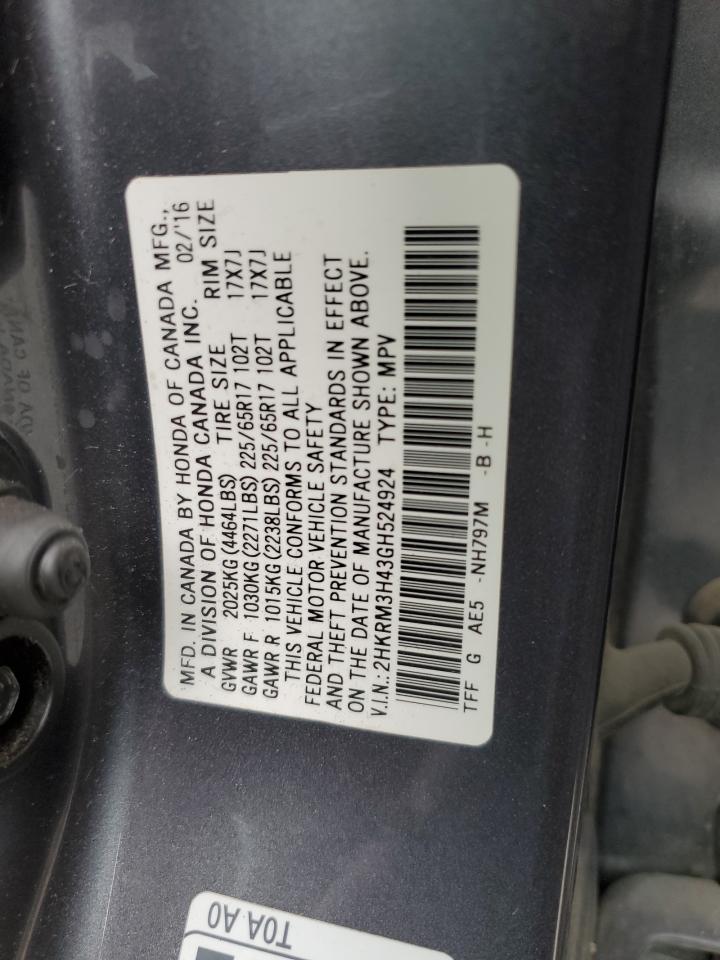 MFD. IN CANADA BY HONDA OF CANADA MFG.,
A DIVISION OF HONDA CANADA INC. 02/'16
GVWR 2025KG(4464LBS) TIRE SIZE RIM SIZE
GAWR F 1030KG(2271LBS) 225/65R17 102T 17X7J
GAWR R 1015KG(2238LBS) 225/65R17 102T 17X7J
THIS VEHICLE CONFORMS TO ALL APPLICABLE
FEDERAL MOTOR VEHICLE SAFETY
AND THEFT PREVENTION STANDARDS IN EFFECT
ON THE DATE OF MANUFACTURE SHOWN ABOVE.
V.I.N.: 2HKRM3H43GH524924 TYPE: MPV
TFF G AE5 -NH797M -B -H
T0A A0